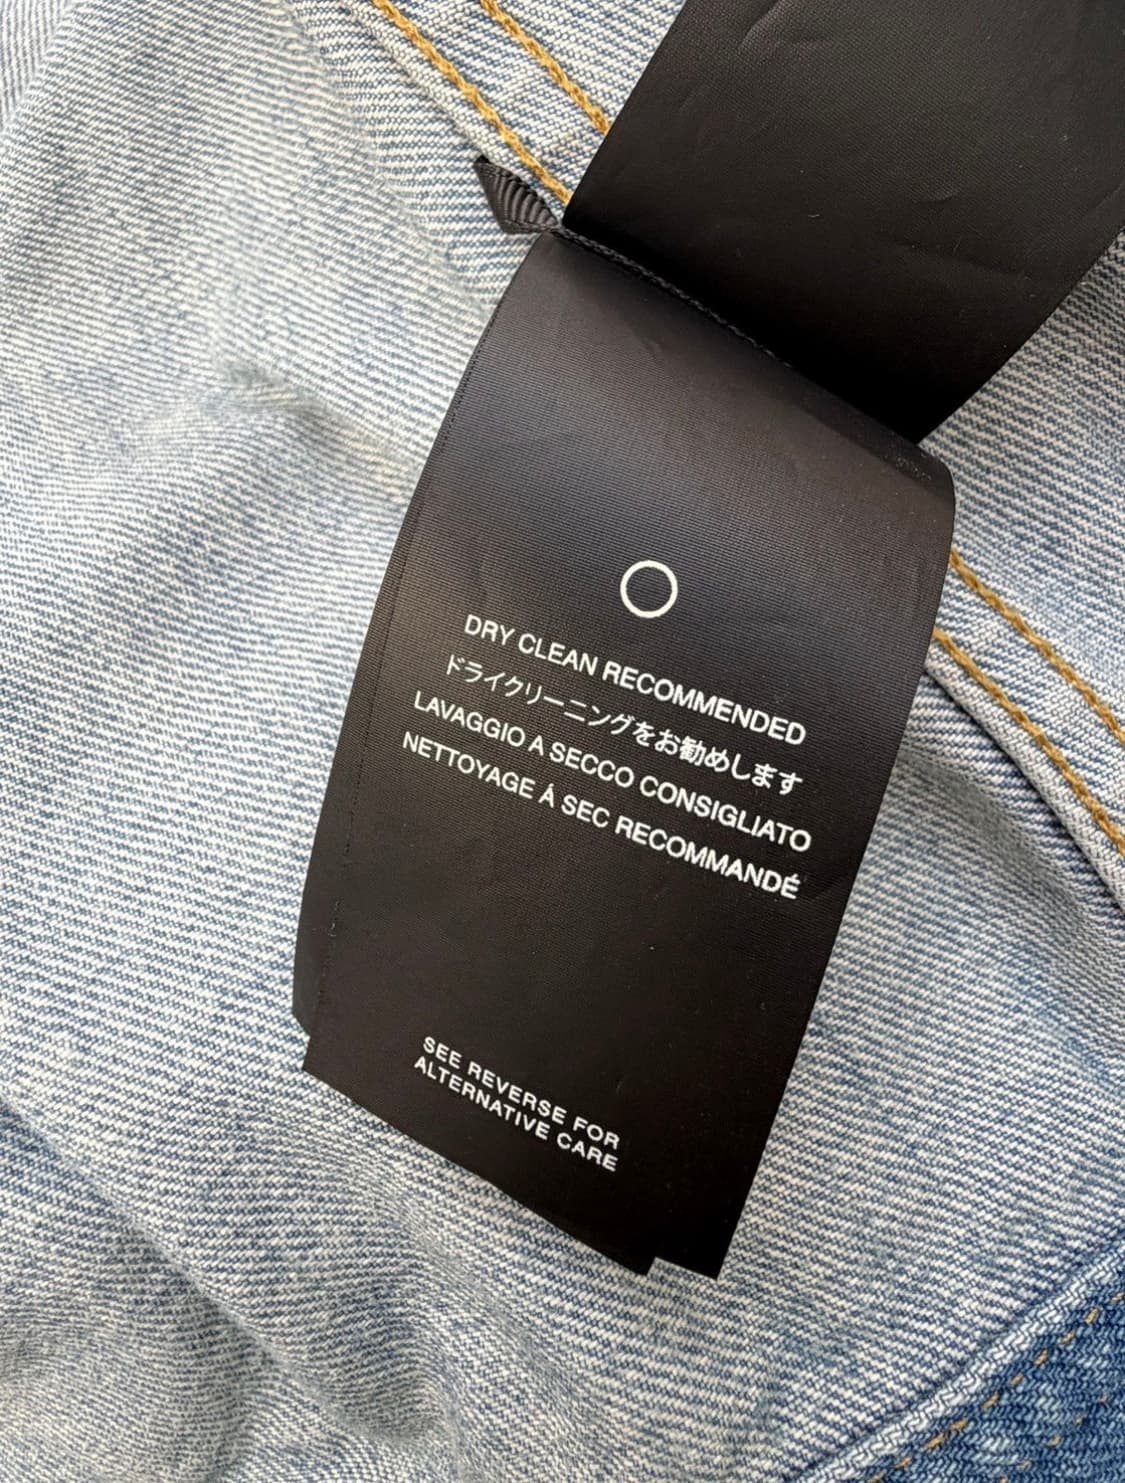 DRY CLEAN RECOMMENDED
ドライクリーニングをお勧めします
LAVAGGIO A SECCO CONSIGLIATO
NETTOYAGE Á SEC RECOMMANDÉ
SEE REVERSE FOR
ALTERNATIVE CARE